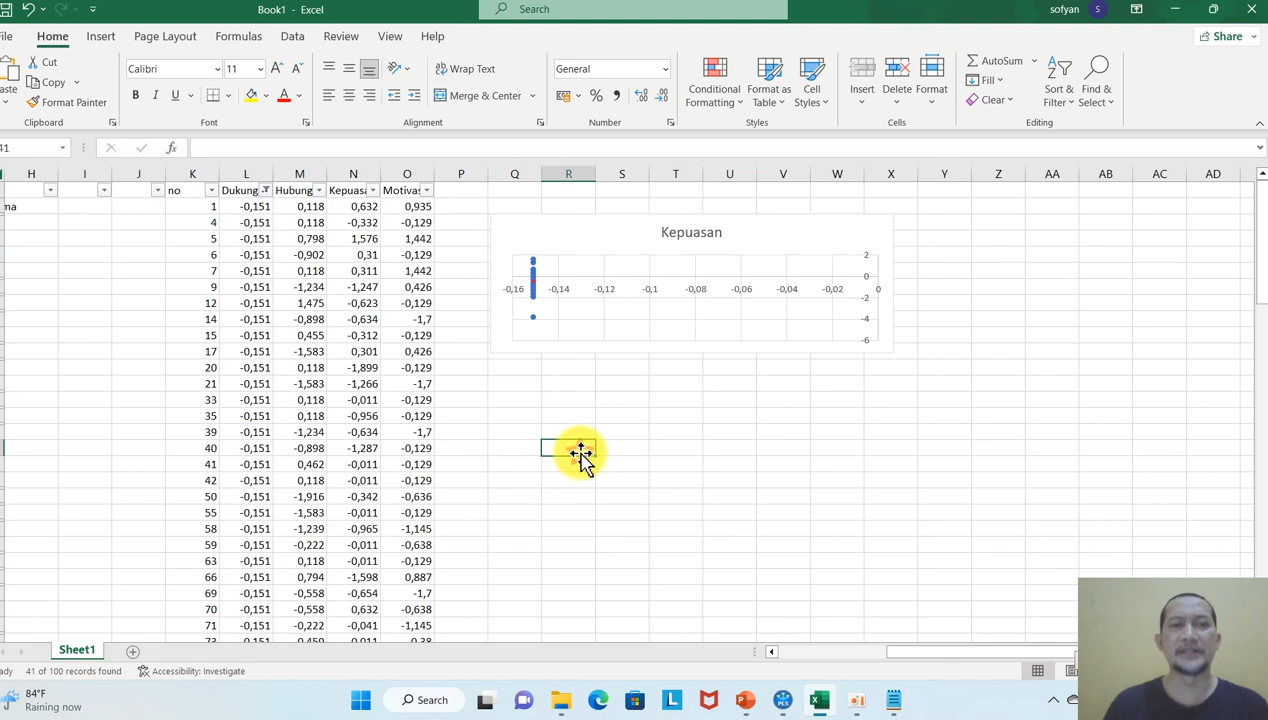 Book1 - Excel
Search
sofyan
S
File
Home
Insert
Page Layout
Formulas
Data
Review
View
Help
Share
Cut
Copy
Format Painter
Clipboard
Calibri
11
B I U
Font
Wrap Text
Merge & Center
Alignment
General
Number
Conditional Formatting
Format as Table
Cell Styles
Styles
Insert
Delete
Format
Cells
AutoSum
Fill
Clear
Sort & Filter
Find & Select
Editing
fx
H I J K L M N O P Q R S T U V W X Y Z AA AB AC AD
no Dukung Hubung Kepuasa Motivas
ma 1 -0,151 0,118 0,632 0,935
4 -0,151 0,118 -0,332 -0,129
5 -0,151 0,798 1,576 1,442
6 -0,151 -0,902 0,31 -0,129
7 -0,151 0,118 0,311 1,442
9 -0,151 -1,234 -1,247 0,426
12 -0,151 1,475 -0,623 -0,129
14 -0,151 -0,898 -0,634 -1,7
15 -0,151 0,455 -0,312 -0,129
17 -0,151 -1,583 0,301 0,426
20 -0,151 0,118 -1,899 -0,129
21 -0,151 -1,583 -1,266 -1,7
33 -0,151 0,118 -0,011 -0,129
35 -0,151 0,118 -0,956 -0,129
39 -0,151 -1,234 -0,634 -1,7
40 -0,151 -0,898 -1,287 -0,129
41 -0,151 0,462 -0,011 -0,129
42 -0,151 0,118 -0,011 -0,129
50 -0,151 -1,916 -0,342 -0,636
55 -0,151 -1,583 -0,011 -0,129
58 -0,151 -1,239 -0,965 -1,145
59 -0,151 -0,222 -0,011 -0,638
63 -0,151 0,118 -0,011 -0,129
66 -0,151 0,794 -1,598 0,887
69 -0,151 -0,558 -0,654 -1,7
70 -0,151 -0,558 0,632 -0,638
71 -0,151 -0,222 -0,041 -1,145
Kepuasan
2
0
-0,16 -0,14 -0,12 -0,1 -0,08 -0,06 -0,04 -0,02 0
-2
-4
-6
Sheet1
41 of 100 records found
Accessibility: Investigate
84°F
Raining now
Search